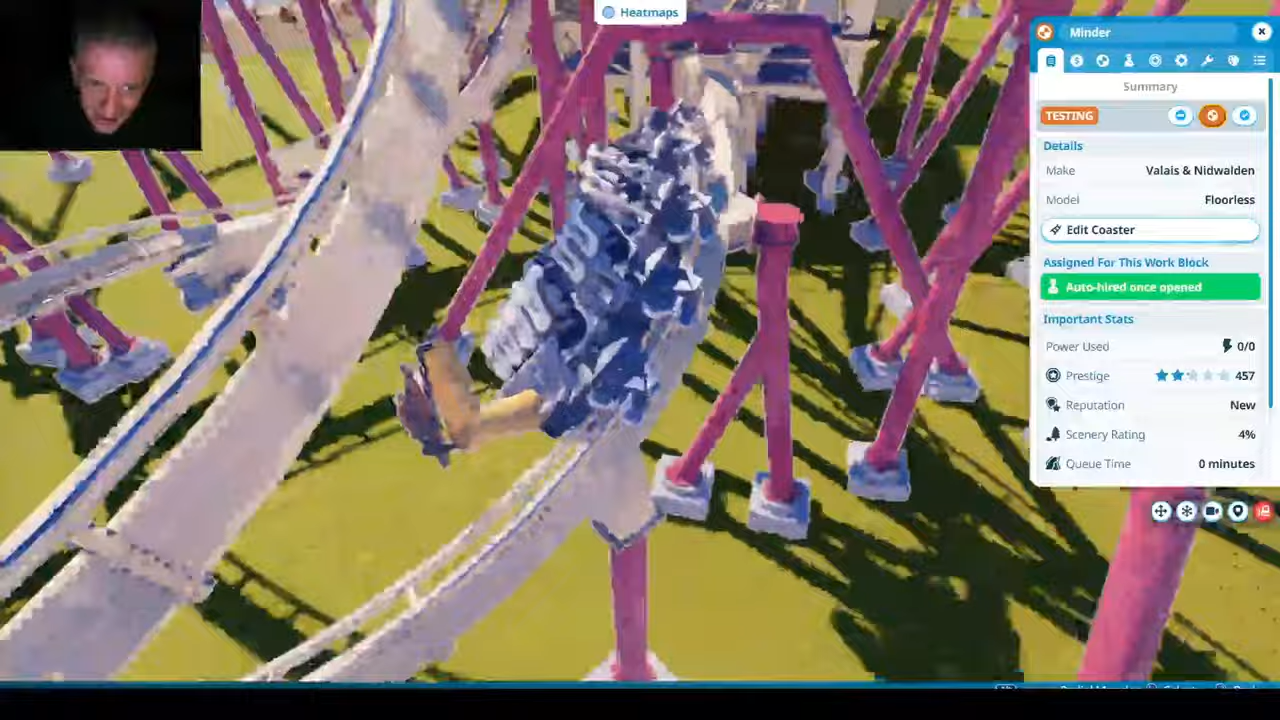 Heatmaps
Minder
Summary
TESTING
Details
Make Valais & Nidwalden
Model Floorless
Edit Coaster
Assigned For This Work Block
Auto-hired once opened
Important Stats
Power Used 0/0
Prestige 457
Reputation New
Scenery Rating 4%
Queue Time 0 minutes